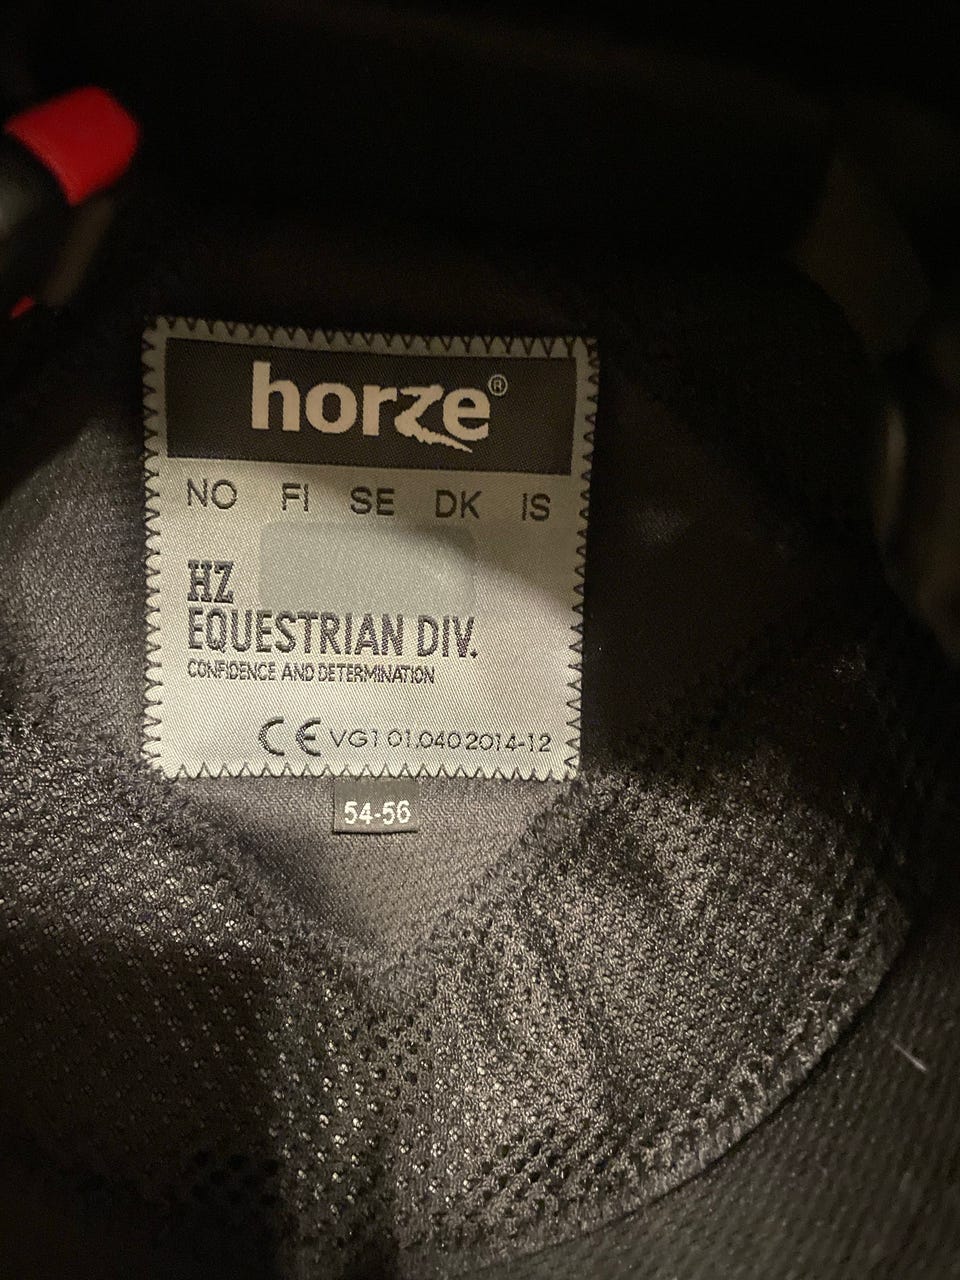 horze®
NO FI SE DK IS
HZ
EQUESTRIAN DIV.
CONFIDENCE AND DETERMINATION
CE VG1 01.040 2014-12
54-56